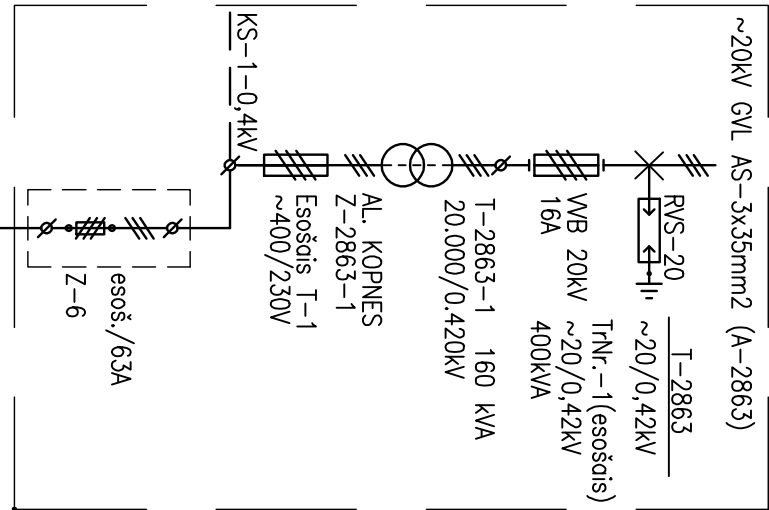 ~20kV GVL AS-3x35mm2 (A-2863)
RVS-20
T-2863
~20/0,42kV
TrNr.-1(esošais)
~20/0,42kV
400kVA
VVB 20kV
16A
T-2863-1 160 kVA
20.000/0.420kV
AL. KOPNES
Z-2863-1
Esošais T-1
~400/230V
KS-1-0,4kV
esoš./63A
Z-6